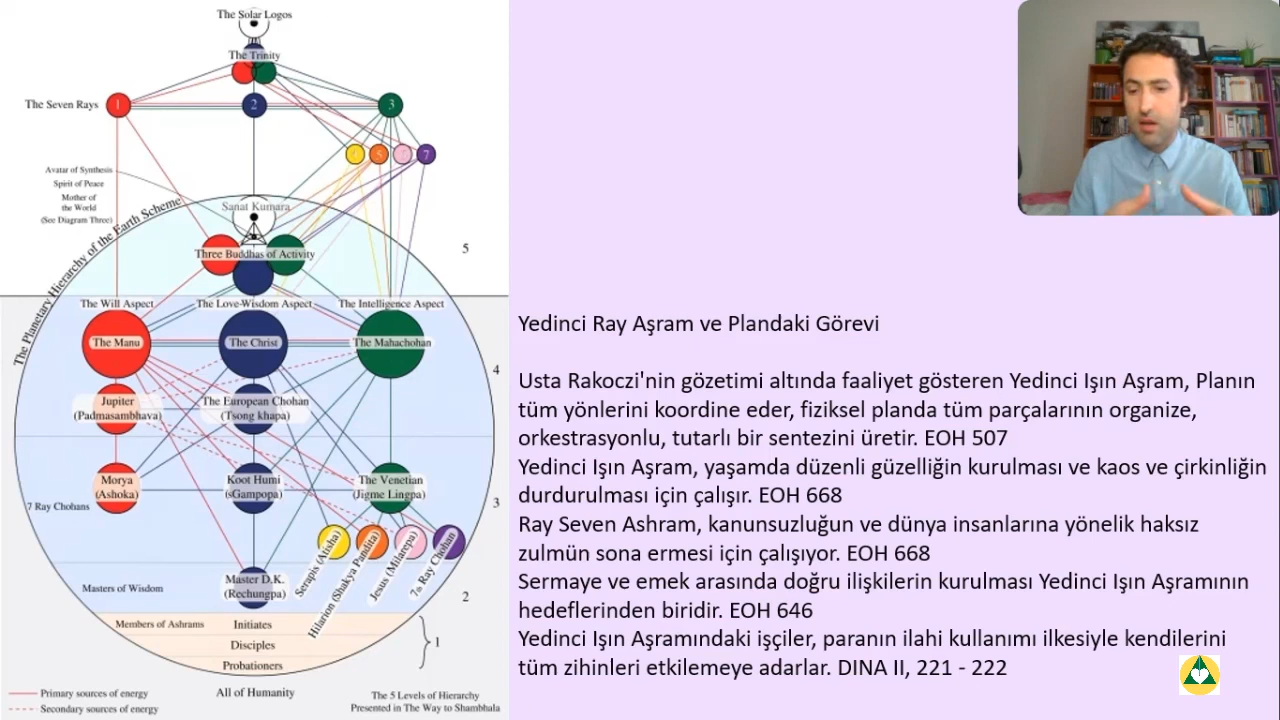 The Solar Logos
The Trinity
The Seven Rays
1
2
3
4
5
6
7
Avatar of Synthesis
Spirit of Peace
Mother of
the World
(See Diagram Three)
The Planetary Hierarchy of the Earth Scheme
Sanat Kumara
Three Buddhas of Activity
5
The Will Aspect
The Love-Wisdom Aspect
The Intelligence Aspect
The Manu
The Christ
The Mahachohan
4
Jupiter
(Padmasambhava)
The European Chohan
(Tsong khapa)
Morya
(Ashoka)
Koot Humi
(sGampopa)
The Venetian
(Jigme Lingpa)
7 Ray Chohans
3
Serapis (Atisha)
Hilarion (Shakya Pandita)
Jesus (Milarepa)
7th Ray Chohan
Masters of Wisdom
Master D.K.
(Rechungpa)
2
Members of Ashrams
Initiates
Disciples
Probationers
1
All of Humanity
Primary sources of energy
Secondary sources of energy
The 5 Levels of Hierarchy
Presented in The Way to Shambhala
Yedinci Ray Aşram ve Plandaki Görevi
Usta Rakoczi'nin gözetimi altında faaliyet gösteren Yedinci Işın Aşram, Planın
tüm yönlerini koordine eder, fiziksel planda tüm parçalarının organize,
orkestrasyonlu, tutarlı bir sentezini üretir. EOH 507
Yedinci Işın Aşram, yaşamda düzenli güzelliğin kurulması ve kaos ve çirkinliğin
durdurulması için çalışır. EOH 668
Ray Seven Ashram, kanunsuzluğun ve dünya insanlarına yönelik haksız
zulmün sona ermesi için çalışıyor. EOH 668
Sermaye ve emek arasında doğru ilişkilerin kurulması Yedinci Işın Aşramının
hedeflerinden biridir. EOH 646
Yedinci Işın Aşramındaki işçiler, paranın ilahi kullanımı ilkesiyle kendilerini
tüm zihinleri etkilemeye adarlar. DINA II, 221 - 222